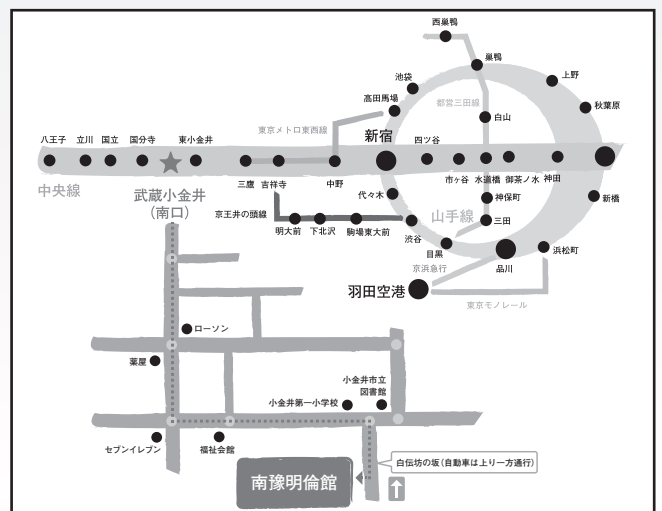 西巣鴨
巣鴨
池袋
上野
高田馬場
都営三田線
秋葉原
白山
東京メトロ東西線
新宿
四ツ谷
八王子
立川
国立
国分寺
東小金井
三鷹
吉祥寺
中野
市ヶ谷
水道橋
御茶ノ水
神田
中央線
武蔵小金井
(南口)
代々木
神保町
新橋
京王井の頭線
山手線
三田
明大前
下北沢
駒場東大前
渋谷
目黒
浜松町
京浜急行
品川
羽田空港
東京モノレール
ローソン
薬屋
小金井市立
図書館
小金井第一小学校
セブンイレブン
福祉会館
白伝坊の坂(自動車は上り一方通行)
南豫明倫館